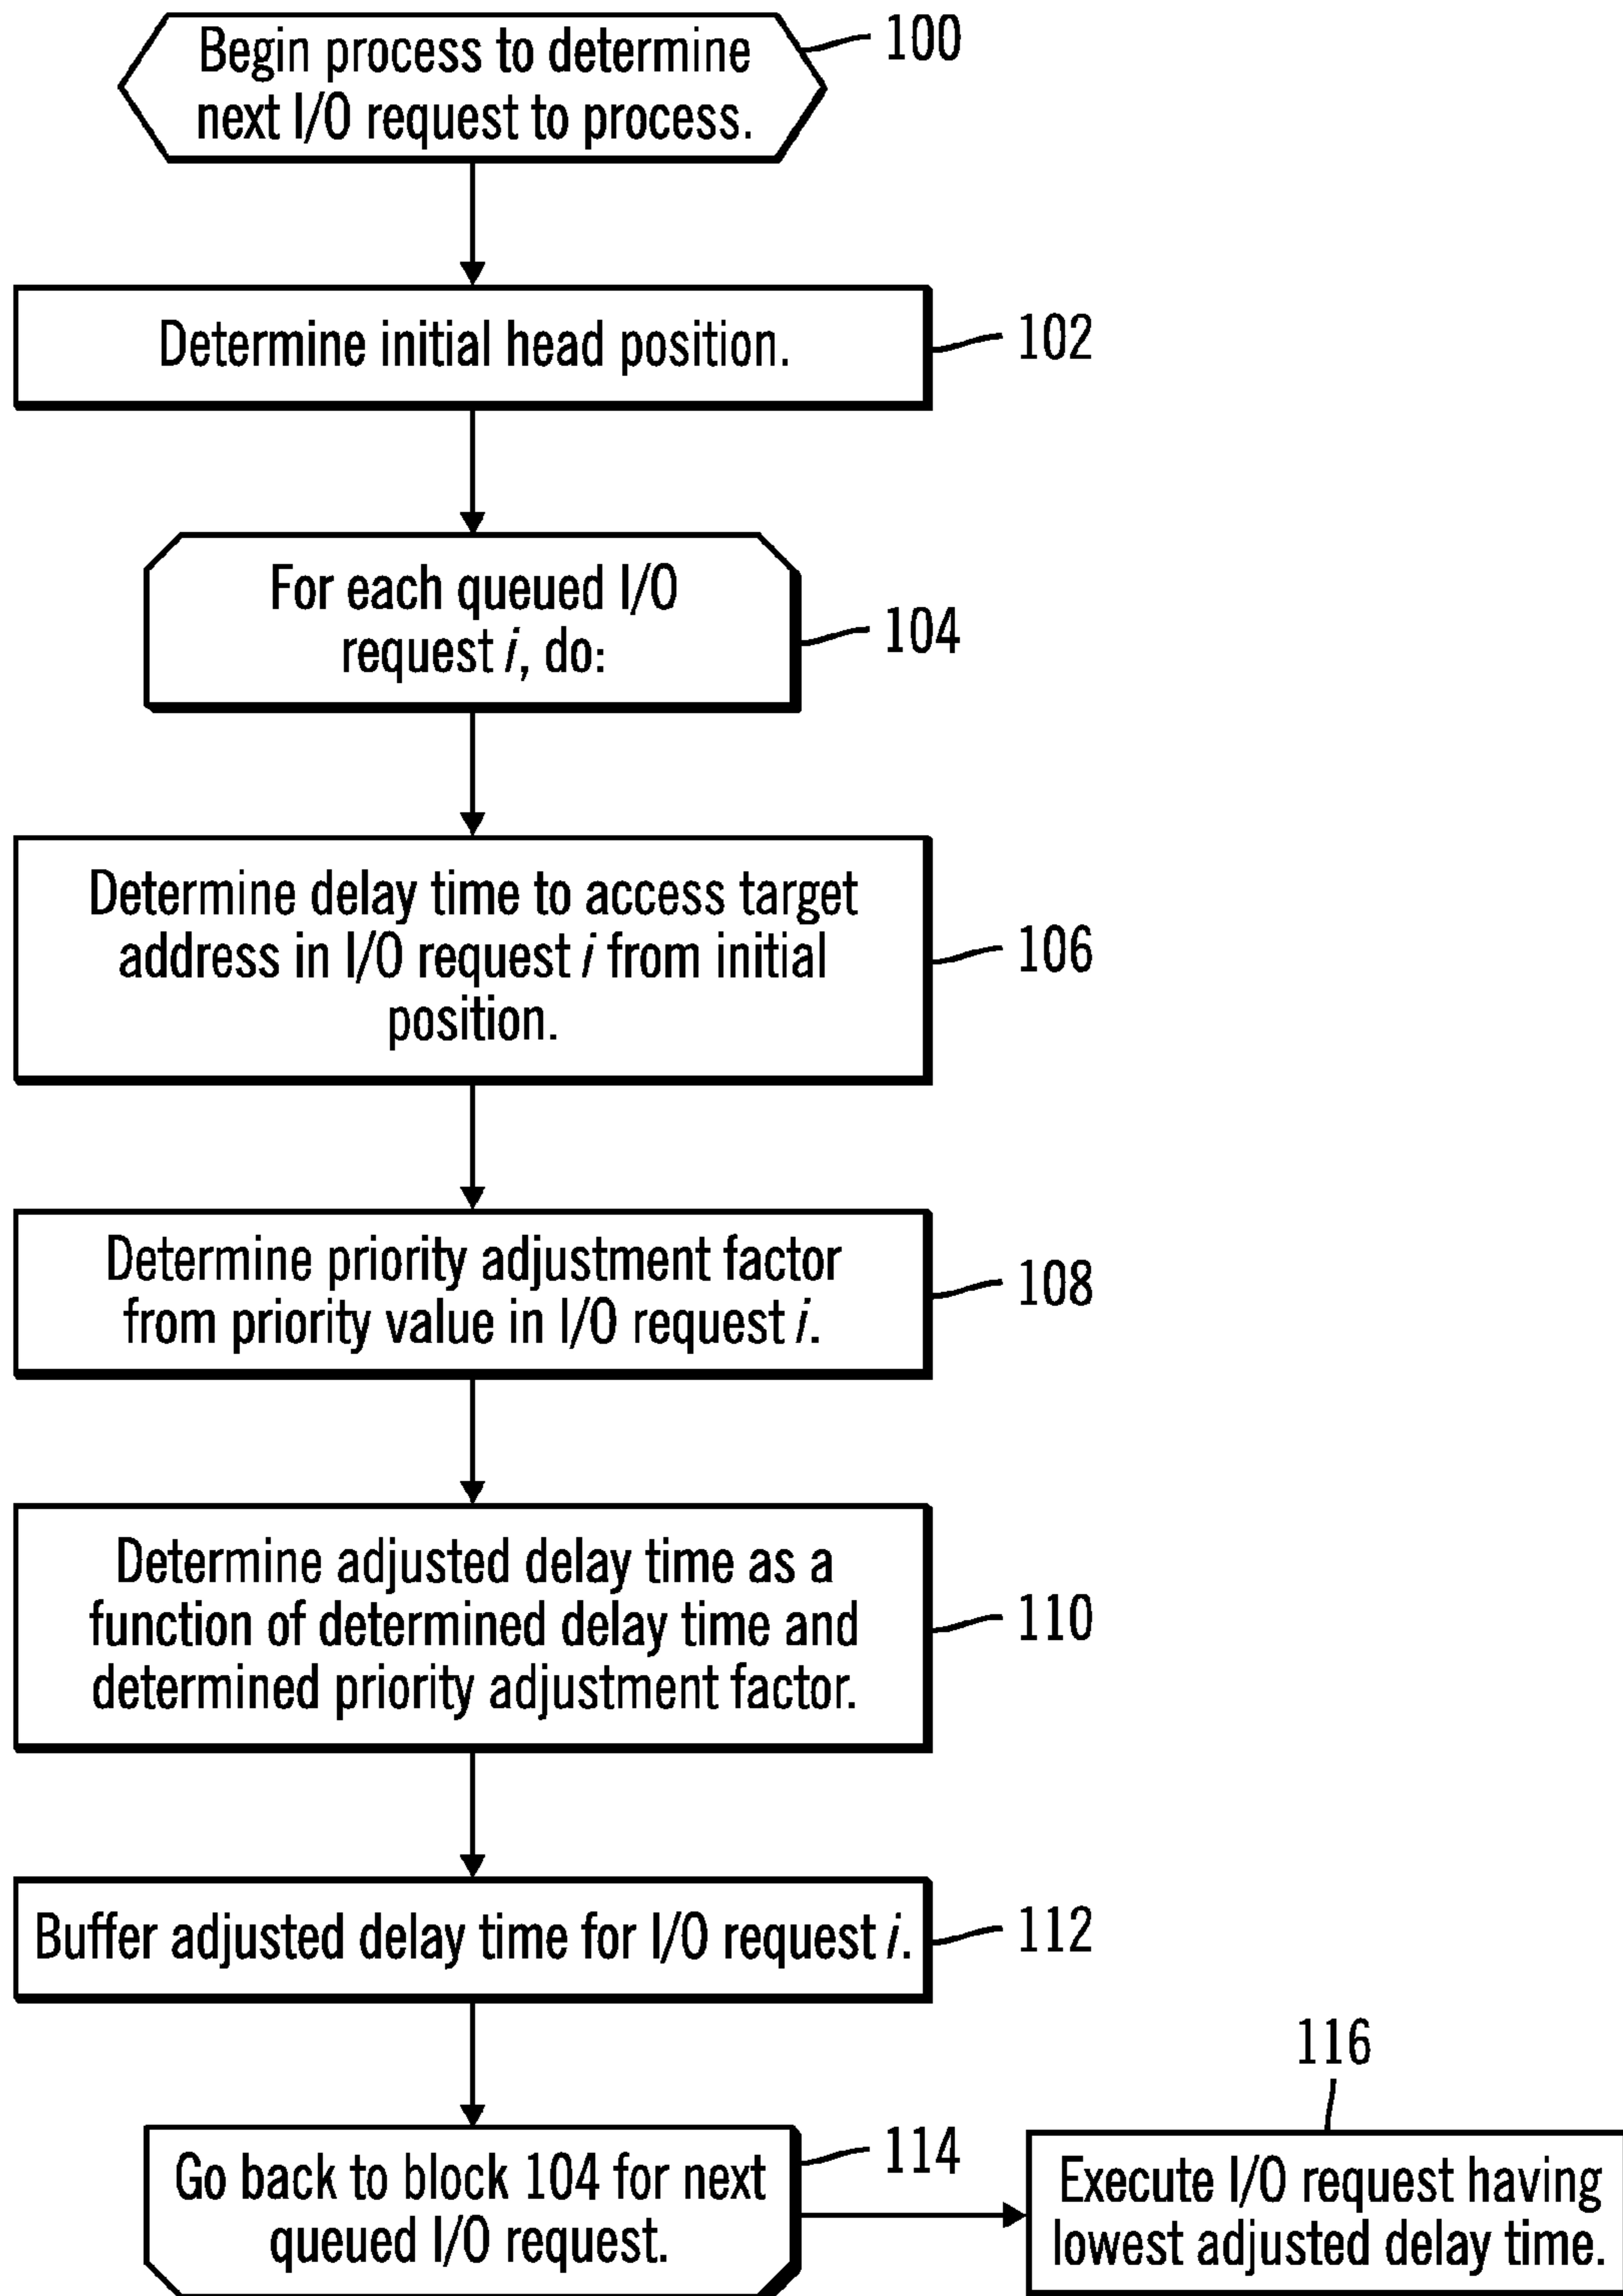 Begin process to determine
next I/O request to process.
100
Determine initial head position.
102
For each queued I/O
request i, do:
104
Determine delay time to access target
address in I/O request i from initial
position.
106
Determine priority adjustment factor
from priority value in I/O request i.
108
Determine adjusted delay time as a
function of determined delay time and
determined priority adjustment factor.
110
Buffer adjusted delay time for I/O request i.
112
Go back to block 104 for next
queued I/O request.
114
116
Execute I/O request having
lowest adjusted delay time.